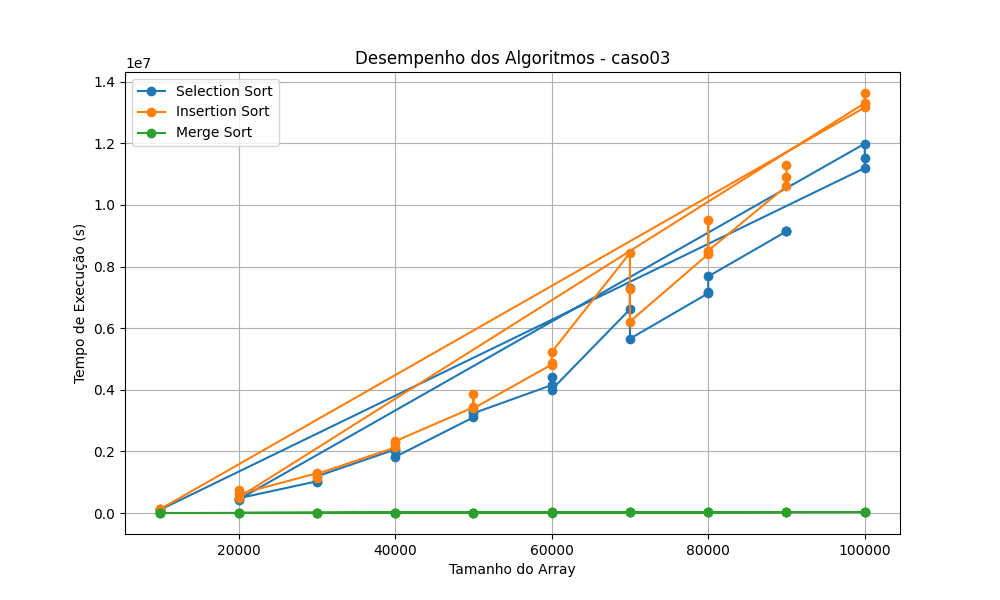 Desempenho dos Algoritmos - caso03
1e7
1.4
1.2
1.0
0.8
0.6
0.4
0.2
0.0
Tempo de Execução (s)
Selection Sort
Insertion Sort
Merge Sort
20000 40000 60000 80000 100000
Tamanho do Array